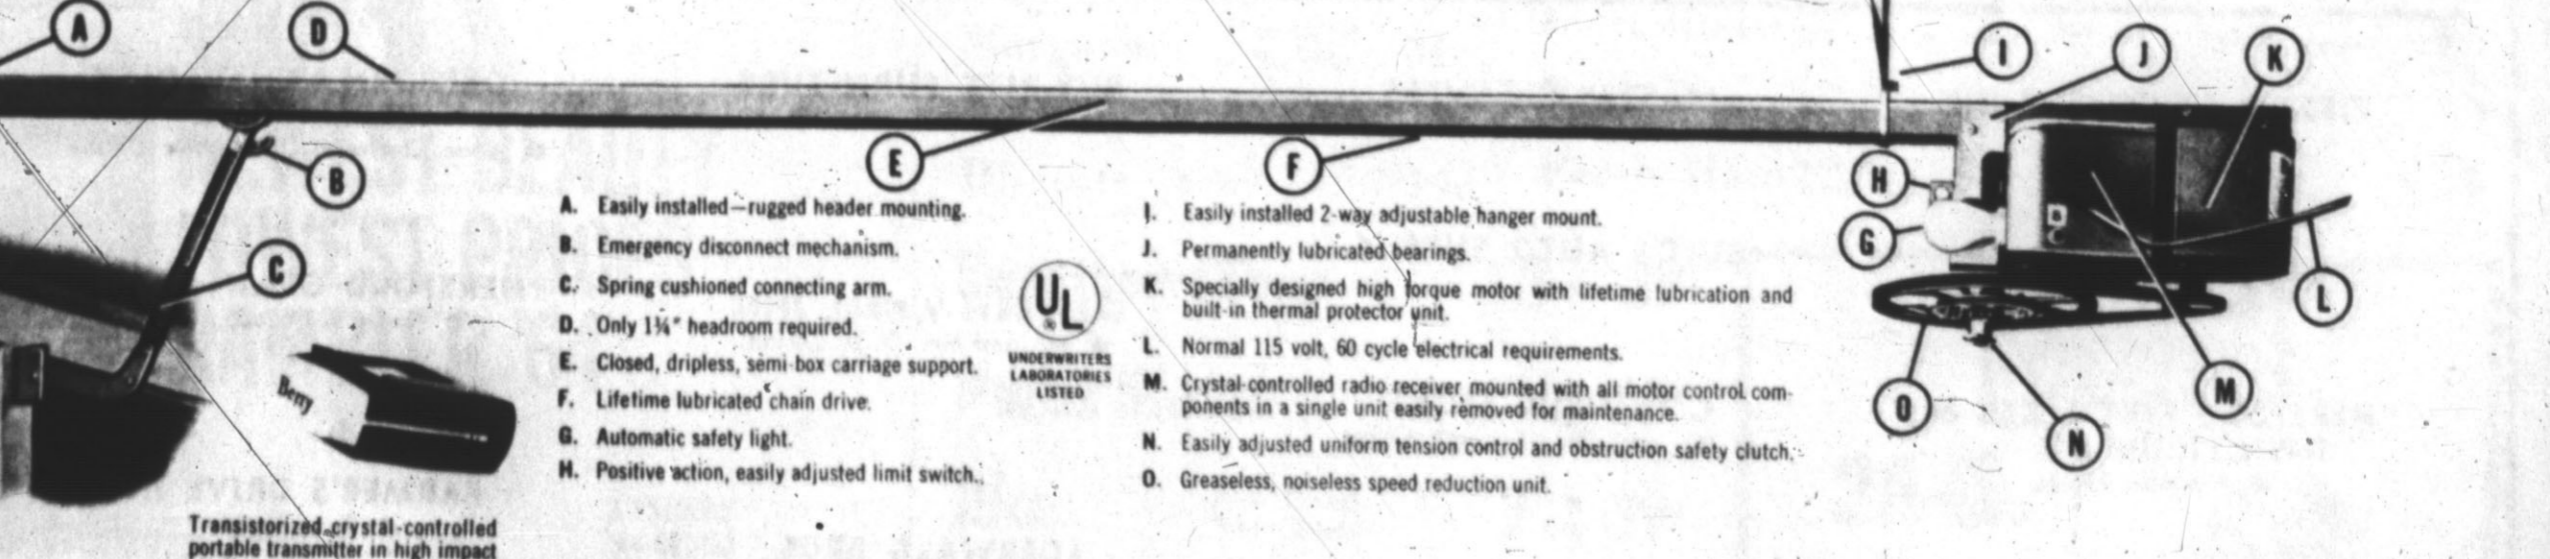 A
D
I
J
K
B
E
F
H
G
C
L
O
N
M
A. Easily installed—rugged header mounting.
B. Emergency disconnect mechanism.
C. Spring cushioned connecting arm.
D. Only 1¾" headroom required.
E. Closed, dripless, semi-box carriage support.
F. Lifetime lubricated chain drive.
G. Automatic safety light.
H. Positive action, easily adjusted limit switch.
UL
®
UNDERWRITERS
LABORATORIES
LISTED
I. Easily installed 2-way adjustable hanger mount.
J. Permanently lubricated bearings.
K. Specially designed high torque motor with lifetime lubrication and
built-in thermal protector unit.
L. Normal 115 volt, 60 cycle electrical requirements.
M. Crystal-controlled radio receiver mounted with all motor control com-
ponents in a single unit easily removed for maintenance.
N. Easily adjusted uniform tension control and obstruction safety clutch.
O. Greaseless, noiseless speed reduction unit.
Berry
Transistorized crystal-controlled
portable transmitter in high impact